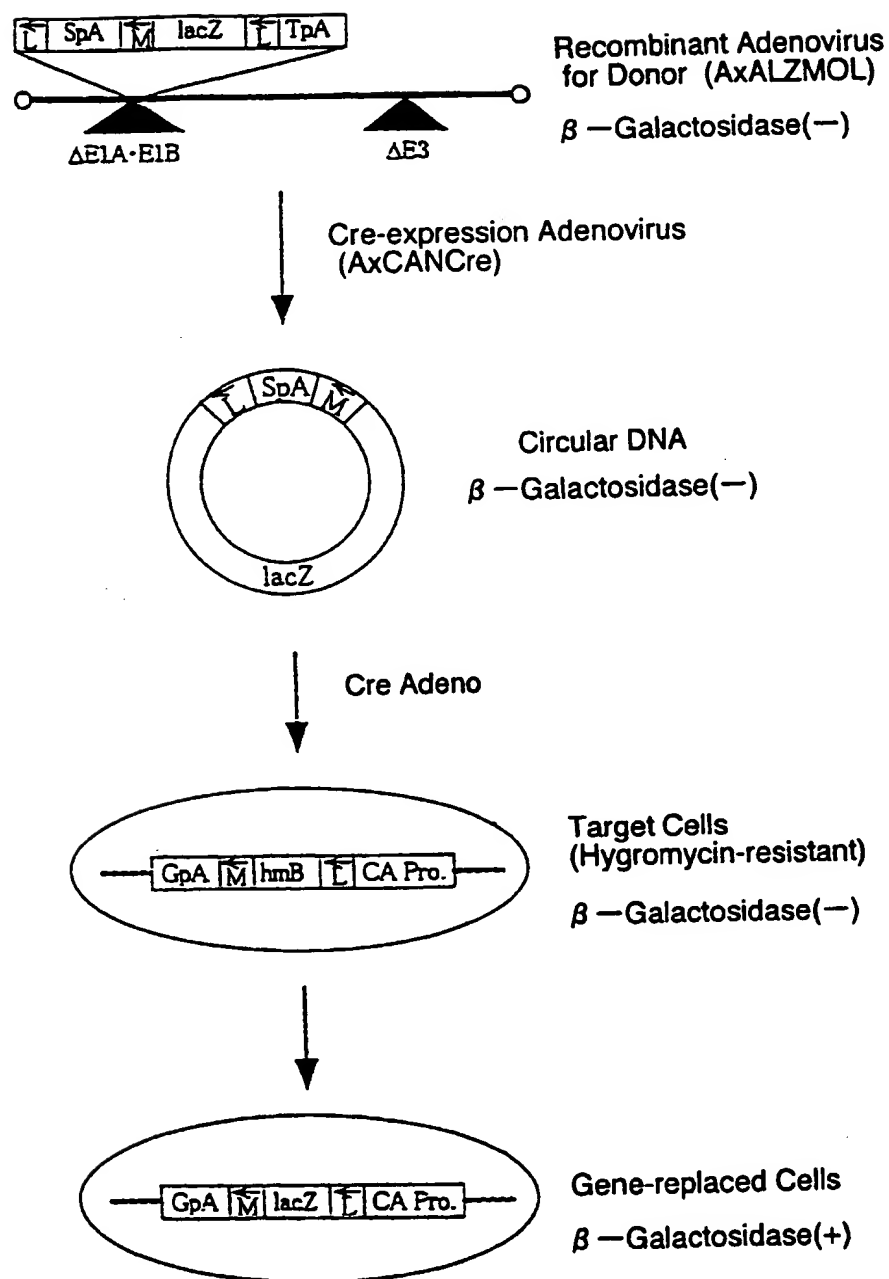 L SpA M lacZ L TpA
Recombinant Adenovirus
for Donor (AxALZMOL)
β —Galactosidase(—)
ΔE1A·E1B
ΔE3
Cre-expression Adenovirus
(AxCANCre)
L SpA M
lacZ
Circular DNA
β —Galactosidase(—)
Cre Adeno
Target Cells
(Hygromycin-resistant)
β —Galactosidase(—)
GpA M hmB L CA Pro.
Gene-replaced Cells
β —Galactosidase(+)
GpA M lacZ L CA Pro.